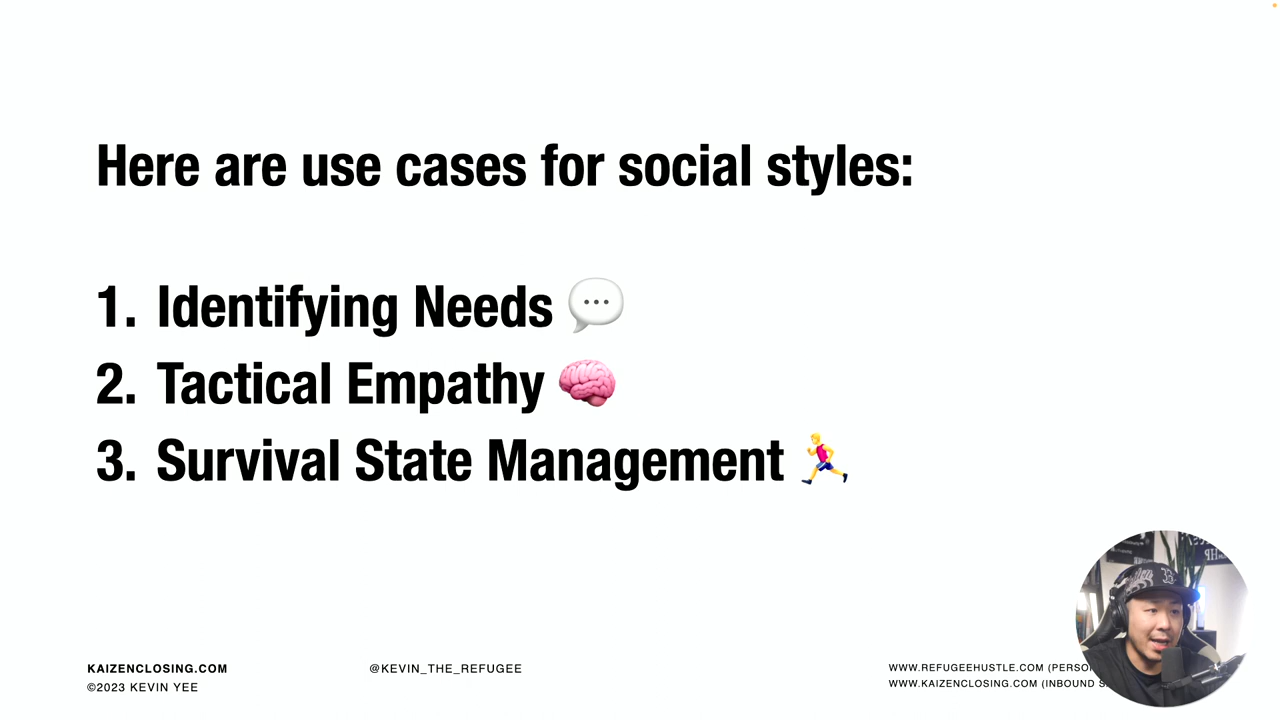 Here are use cases for social styles:
1. Identifying Needs 💬
2. Tactical Empathy 🧠
3. Survival State Management 🏃
KAIZENCLOSING.COM
©2023 KEVIN YEE
@KEVIN_THE_REFUGEE
WWW.REFUGEEHUSTLE.COM
WWW.KAIZENCLOSING.COM (INBOUND